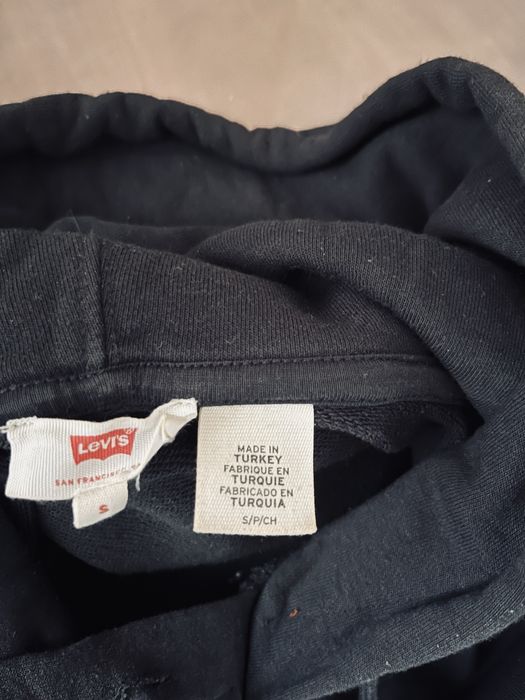 LEVI'S®
SAN FRANCISCO
S
MADE IN
TURKEY
FABRIQUE EN
TURQUIE
FABRICADO EN
TURQUIA
S/P/CH